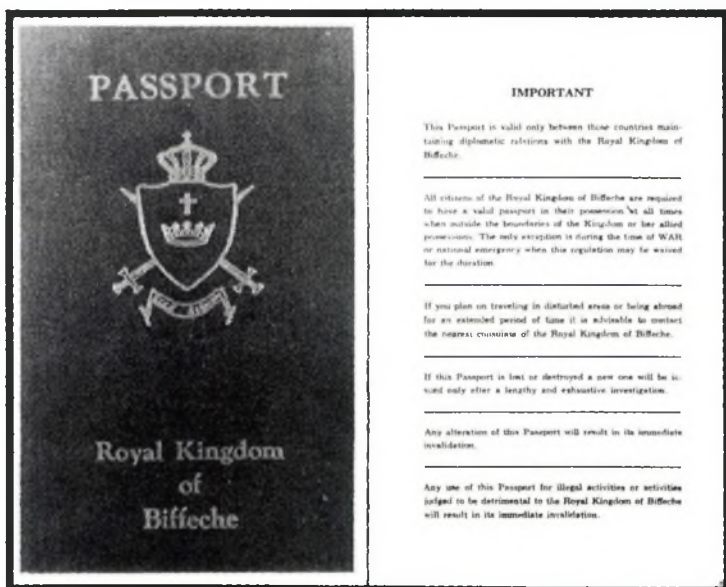 PASSPORT
Royal Kingdom
of
Biffeche
IMPORTANT
This Passport is valid only between those countries main-
taining diplomatic relations with the Royal Kingdom of
Biffeche.
All citizens of the Royal Kingdom of Biffeche are required
to have a valid passport in their possession at all times
when outside the boundaries of the Kingdom or her allied
possessions. The only exception is during the time of WAR
or national emergency when this regulation may be waived
for the duration.
If you plan on traveling in disturbed areas or being abroad
for an extended period of time it is advisable to contact
the nearest consulate of the Royal Kingdom of Biffeche.
If this Passport is lost or destroyed a new one will be is-
sued only after a lengthy and exhaustive investigation.
Any alteration of this Passport will result in its immediate
invalidation.
Any use of this Passport for illegal activities or activities
judged to be detrimental to the Royal Kingdom of Biffeche
will result in its immediate invalidation.